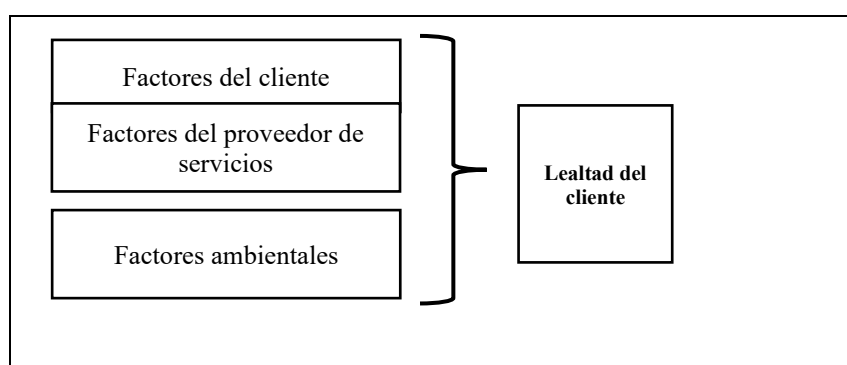 Factores del cliente
Factores del proveedor de
servicios
Factores ambientales
Lealtad del
cliente